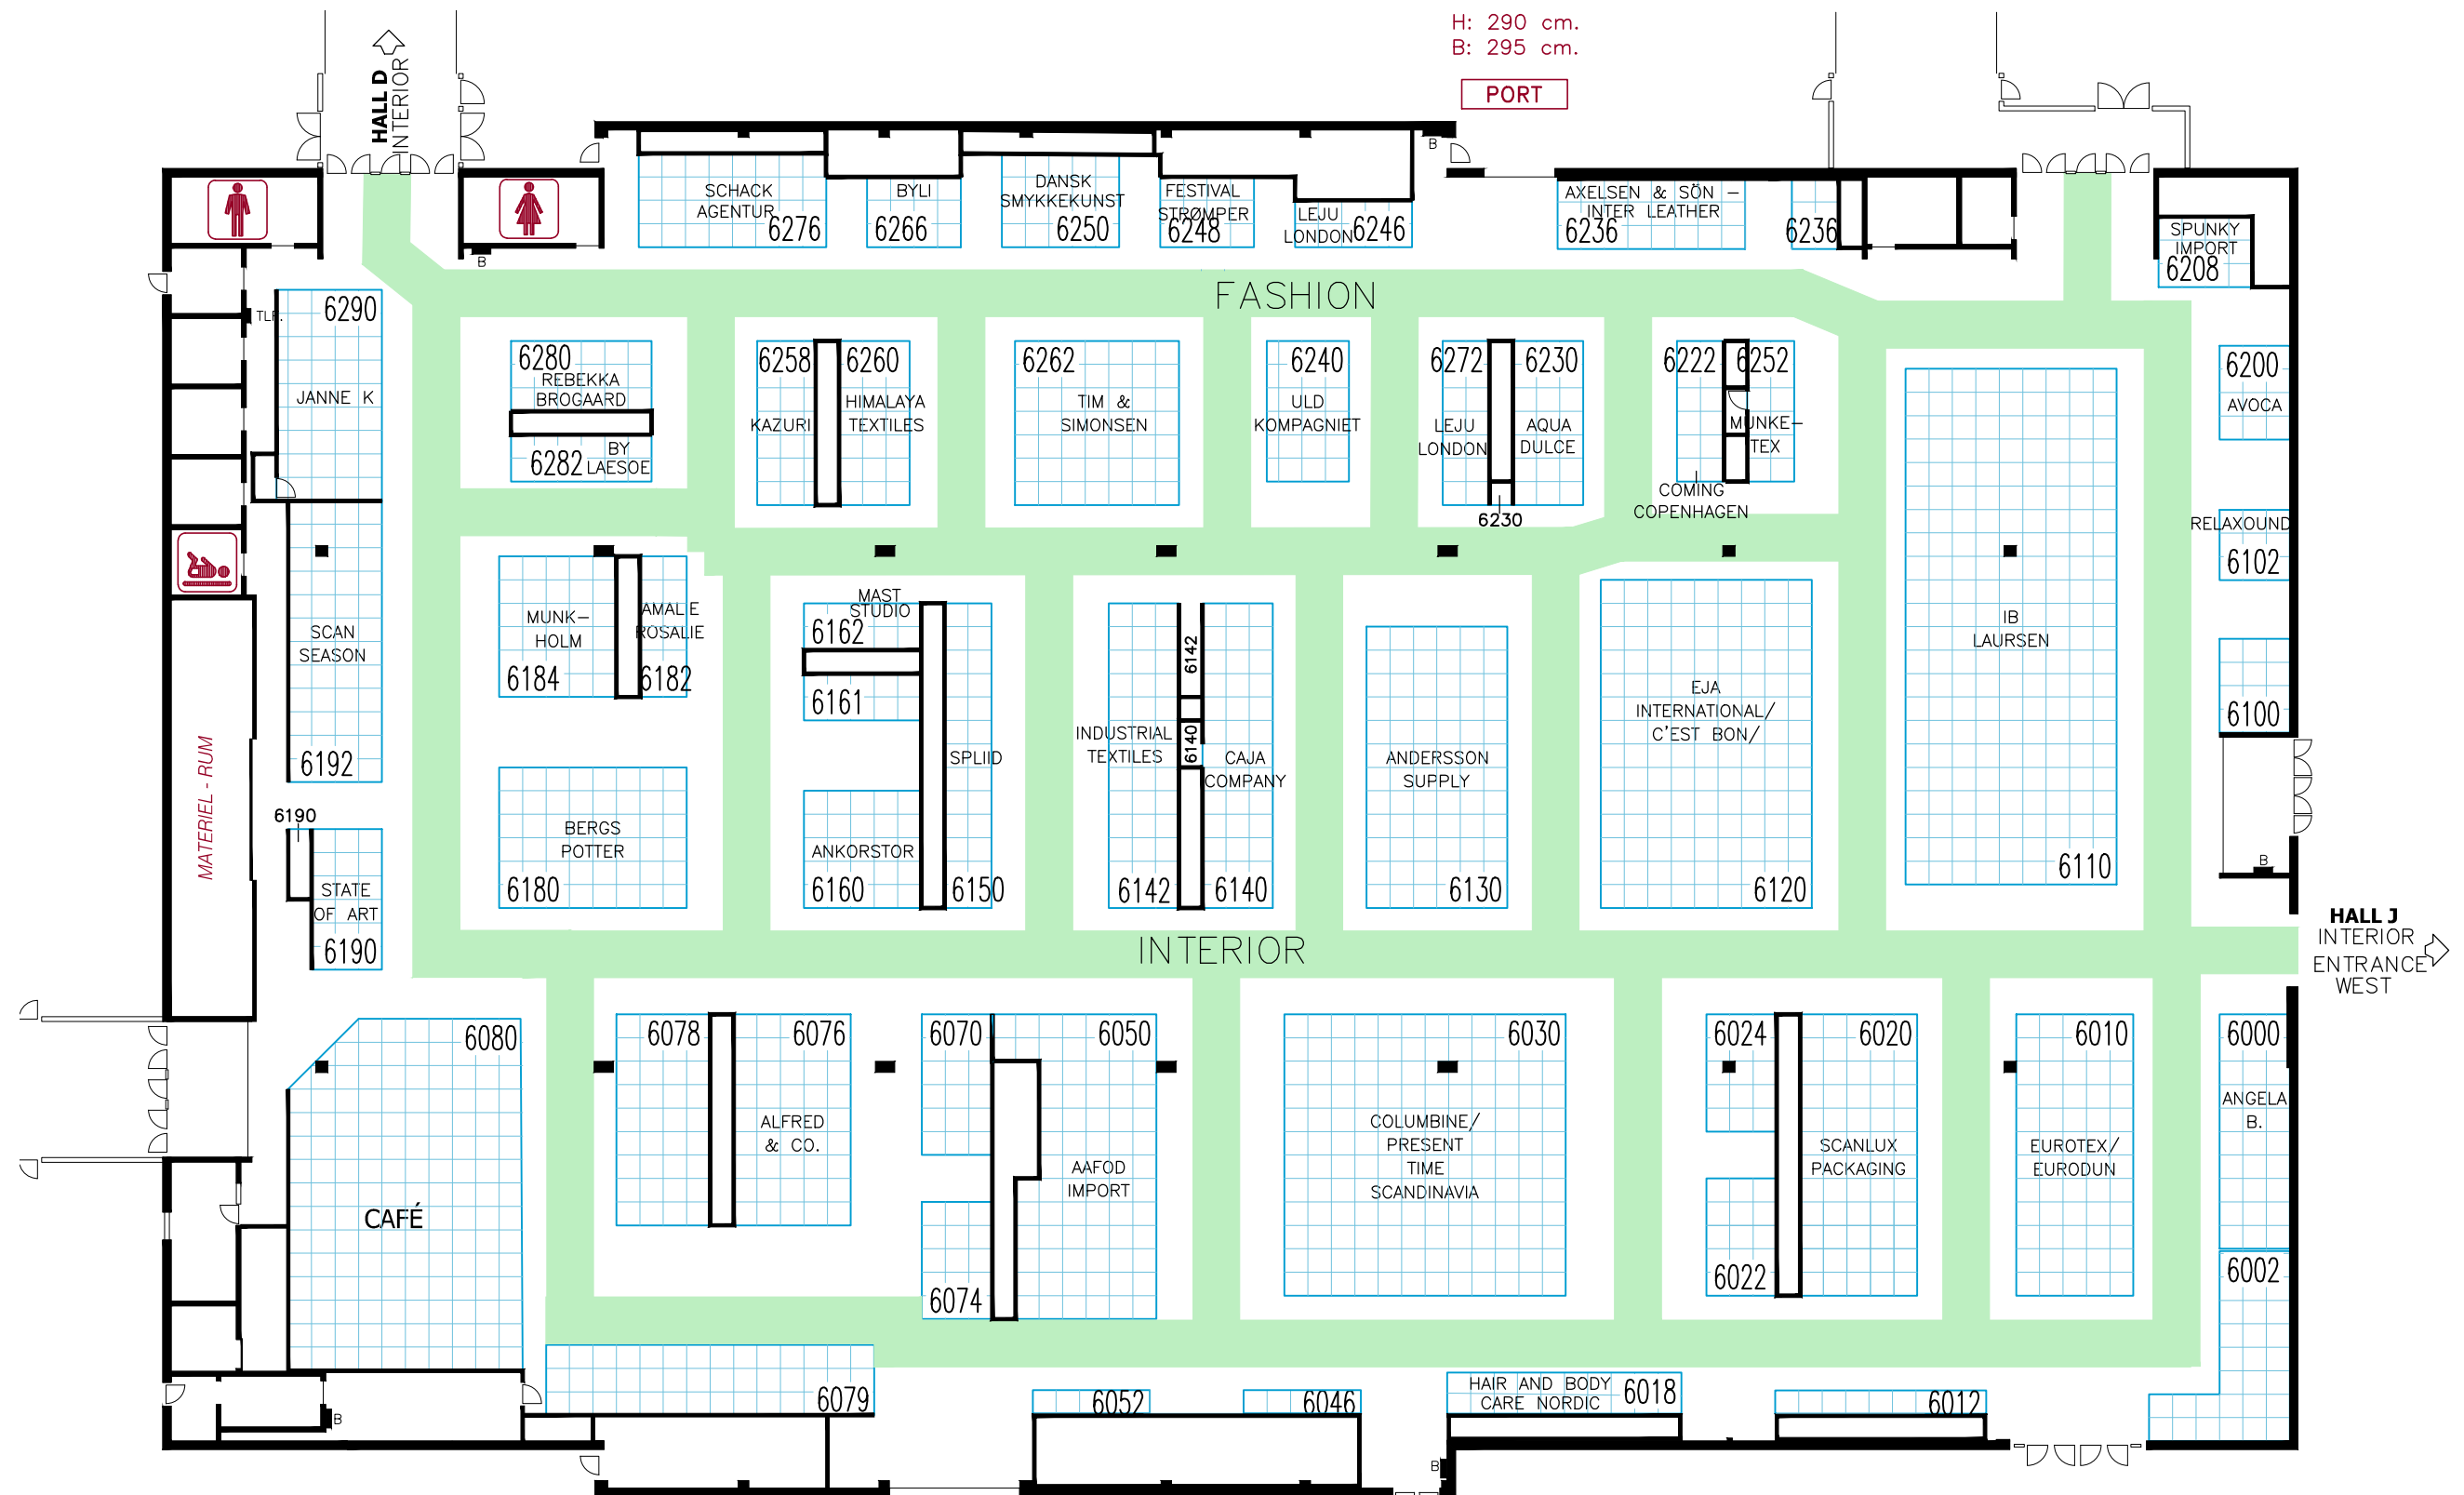 H: 290 cm.
B: 295 cm.
PORT
HALL D
INTERIOR
B
B
SCHACK
AGENTUR
6276
BYLI
6266
DANSK
SMYKKEKUNST
6250
FESTIVAL
STRØMPER
6248
LEJU
LONDON
6246
AXELSEN & SÖN –
INTER LEATHER
6236
6236
SPUNKY
IMPORT
6208
FASHION
TLF.
6290
JANNE K
6280
REBEKKA
BROGAARD
6282
BY
LAESOE
6258
KAZURI
6260
HIMALAYA
TEXTILES
6262
TIM &
SIMONSEN
6240
ULD
KOMPAGNIET
6272
LEJU
LONDON
6230
AQUA
DULCE
6230
6222
COMING
COPENHAGEN
6252
MUNKE–
TEX
6200
AVOCA
RELAXOUND
6102
6100
IB
LAURSEN
6110
SCAN
SEASON
6192
MATERIEL - RUM
6190
STATE
OF ART
6190
MUNK–
HOLM
6184
AMALIE
ROSALIE
6182
MAST
STUDIO
6162
6161
SPLIID
6150
BERGS
POTTER
6180
ANKORSTOR
6160
INDUSTRIAL
TEXTILES
6142
6142
6140
CAJA
COMPANY
6140
ANDERSSON
SUPPLY
6130
EJA
INTERNATIONAL/
C'EST BON/
6120
B
HALL J
INTERIOR
ENTRANCE
WEST
INTERIOR
6080
CAFÉ
6078
6076
ALFRED
& CO.
6070
6074
6050
AAFOD
IMPORT
6030
COLUMBINE/
PRESENT
TIME
SCANDINAVIA
6024
6022
6020
SCANLUX
PACKAGING
6010
EUROTEX/
EURODUN
6000
ANGELA
B.
6002
6079
6052
6046
HAIR AND BODY
CARE NORDIC
6018
6012
B
B